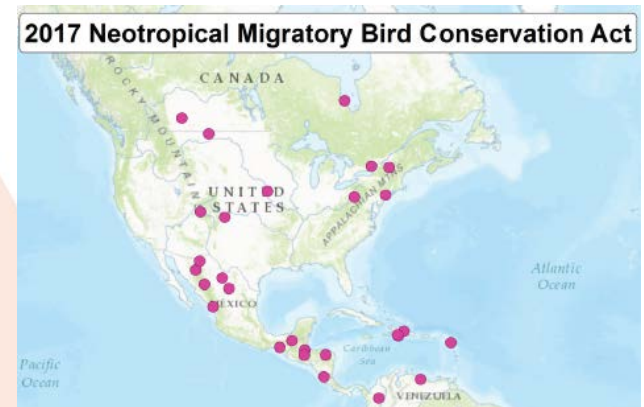 2017 Neotropical Migratory Bird Conservation Act
CANADA
ROCKY MOUNTAINS
UNITED
STATES
APPALACHIAN MTNS
Atlantic
Ocean
MEXICO
Caribbean
Sea
Pacific
Ocean
VENEZUELA